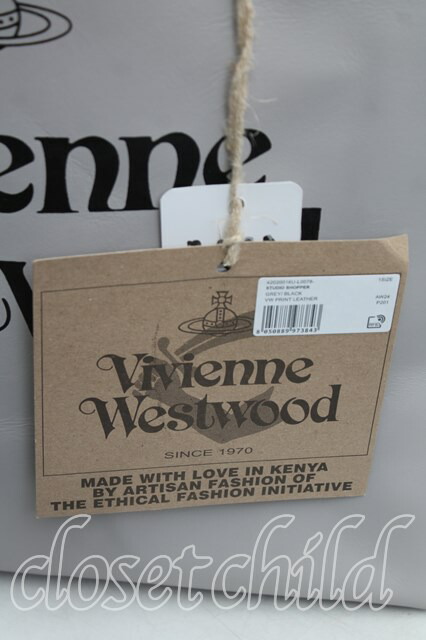 enne
W
STUDIO SHOPPER
GREY/ BLACK
VW PRINT LEATHER
Vivienne
Westwood
SINCE 1970
MADE WITH LOVE IN KENYA
BY ARTISAN FASHION OF
THE ETHICAL FASHION INITIATIVE
closetchild